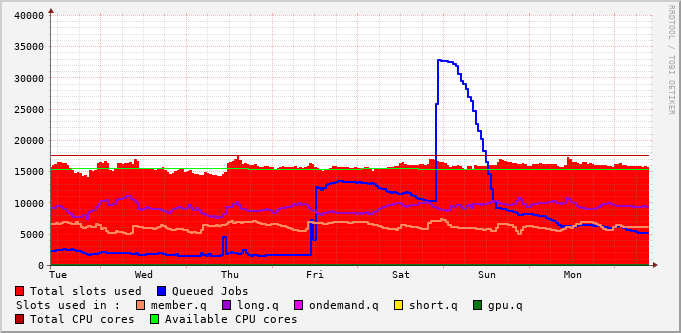 RRDTOOL / TOBI OETIKER
40000
35000
30000
25000
20000
15000
10000
5000
0
Tue Wed Thu Fri Sat Sun Mon
Total slots used Queued Jobs
Slots used in : member.q long.q ondemand.q short.q gpu.q
Total CPU cores Available CPU cores